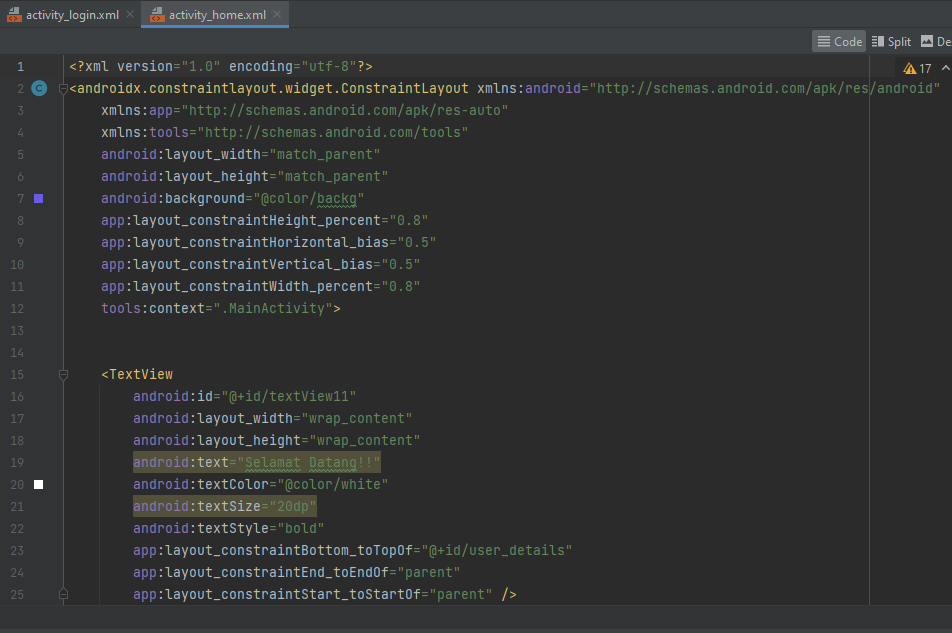 activity_login.xml activity_home.xml
Code Split De
17
1 <?xml version="1.0" encoding="utf-8"?>
2 <androidx.constraintlayout.widget.ConstraintLayout xmlns:android="http://schemas.android.com/apk/res/android"
3 xmlns:app="http://schemas.android.com/apk/res-auto"
4 xmlns:tools="http://schemas.android.com/tools"
5 android:layout_width="match_parent"
6 android:layout_height="match_parent"
7 android:background="@color/backg"
8 app:layout_constraintHeight_percent="0.8"
9 app:layout_constraintHorizontal_bias="0.5"
10 app:layout_constraintVertical_bias="0.5"
11 app:layout_constraintWidth_percent="0.8"
12 tools:context=".MainActivity">
13
14
15 <TextView
16 android:id="@+id/textView11"
17 android:layout_width="wrap_content"
18 android:layout_height="wrap_content"
19 android:text="Selamat Datang!!"
20 android:textColor="@color/white"
21 android:textSize="20dp"
22 android:textStyle="bold"
23 app:layout_constraintBottom_toTopOf="@+id/user_details"
24 app:layout_constraintEnd_toEndOf="parent"
25 app:layout_constraintStart_toStartOf="parent" />